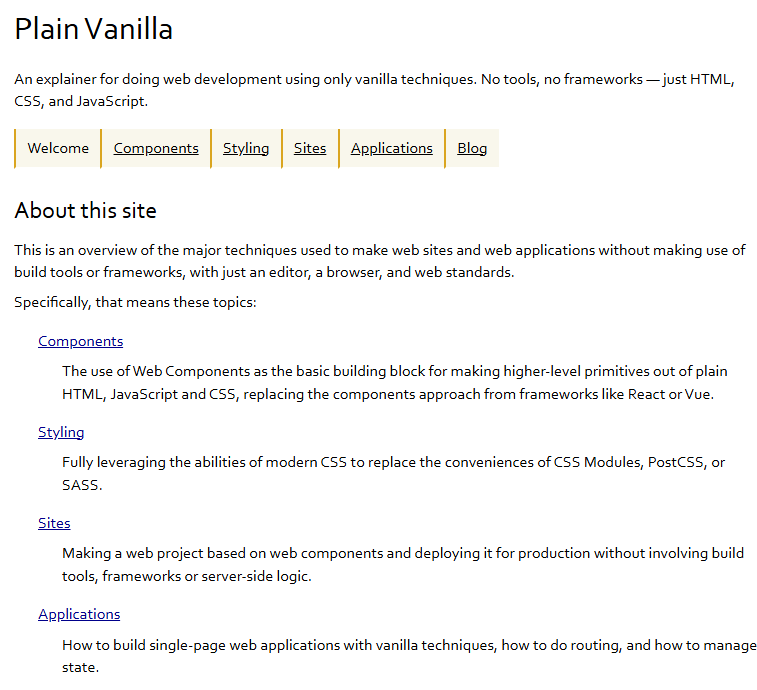 Plain Vanilla
An explainer for doing web development using only vanilla techniques. No tools, no frameworks — just HTML,
CSS, and JavaScript.
Welcome Components Styling Sites Applications Blog
About this site
This is an overview of the major techniques used to make web sites and web applications without making use of
build tools or frameworks, with just an editor, a browser, and web standards.
Specifically, that means these topics:
Components
The use of Web Components as the basic building block for making higher-level primitives out of plain
HTML, JavaScript and CSS, replacing the components approach from frameworks like React or Vue.
Styling
Fully leveraging the abilities of modern CSS to replace the conveniences of CSS Modules, PostCSS, or
SASS.
Sites
Making a web project based on web components and deploying it for production without involving build
tools, frameworks or server-side logic.
Applications
How to build single-page web applications with vanilla techniques, how to do routing, and how to manage
state.